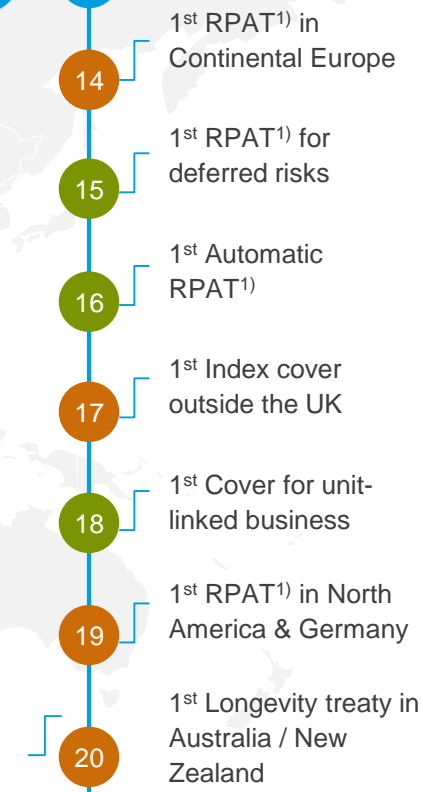 1st RPAT1) in
Continental Europe
14
1st RPAT1) for
deferred risks
15
1st Automatic
RPAT1)
16
1st Index cover
outside the UK
17
1st Cover for unit-
linked business
18
1st RPAT1) in North
America & Germany
19
1st Longevity treaty in
Australia / New
Zealand
20